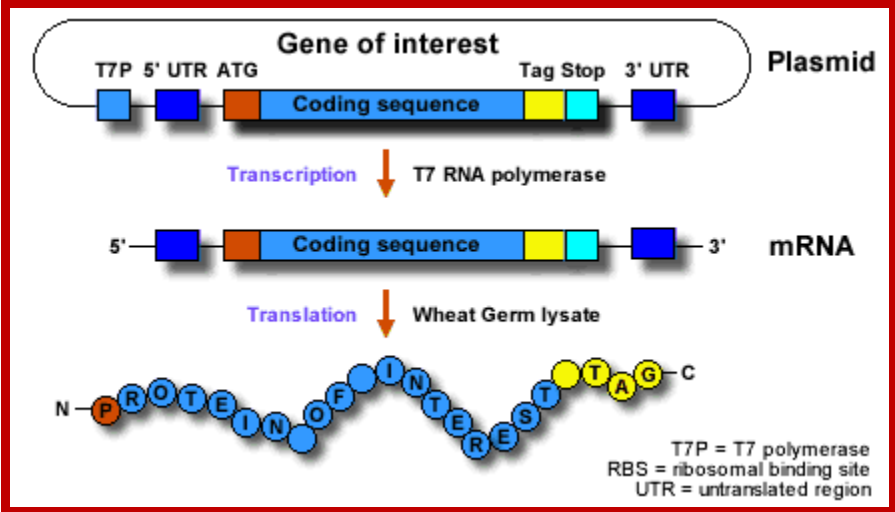 Gene of interest
Plasmid
T7P 5' UTR ATG Tag Stop 3' UTR
Coding sequence
Transcription T7 RNA polymerase
5' Coding sequence 3' mRNA
Translation Wheat Germ lysate
N P R O T E I N O F I N T E R E S T T A G C
T7P = T7 polymerase
RBS = ribosomal binding site
UTR = untranslated region